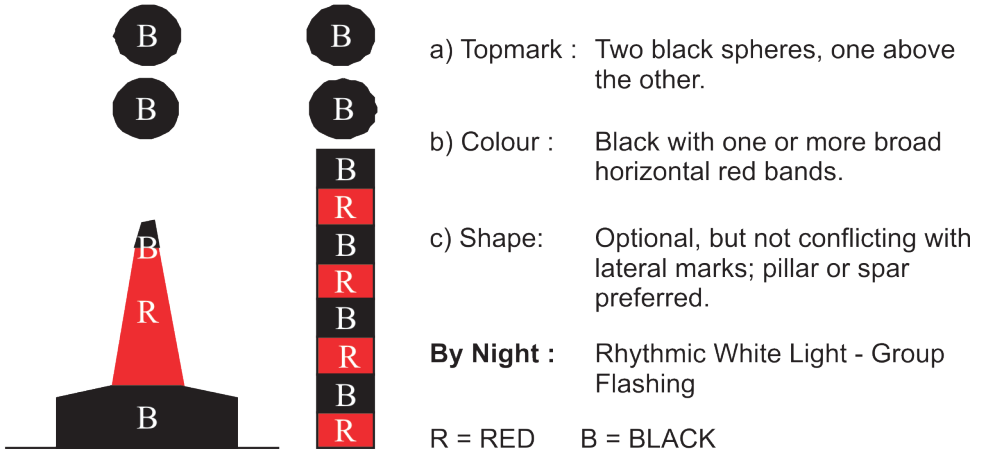 B
B
B
R
B
B
B
B
R
B
R
B
R
B
R
a) Topmark : Two black spheres, one above
the other.
b) Colour : Black with one or more broad
horizontal red bands.
c) Shape: Optional, but not conflicting with
lateral marks; pillar or spar
preferred.
By Night : Rhythmic White Light - Group
Flashing
R = RED B = BLACK